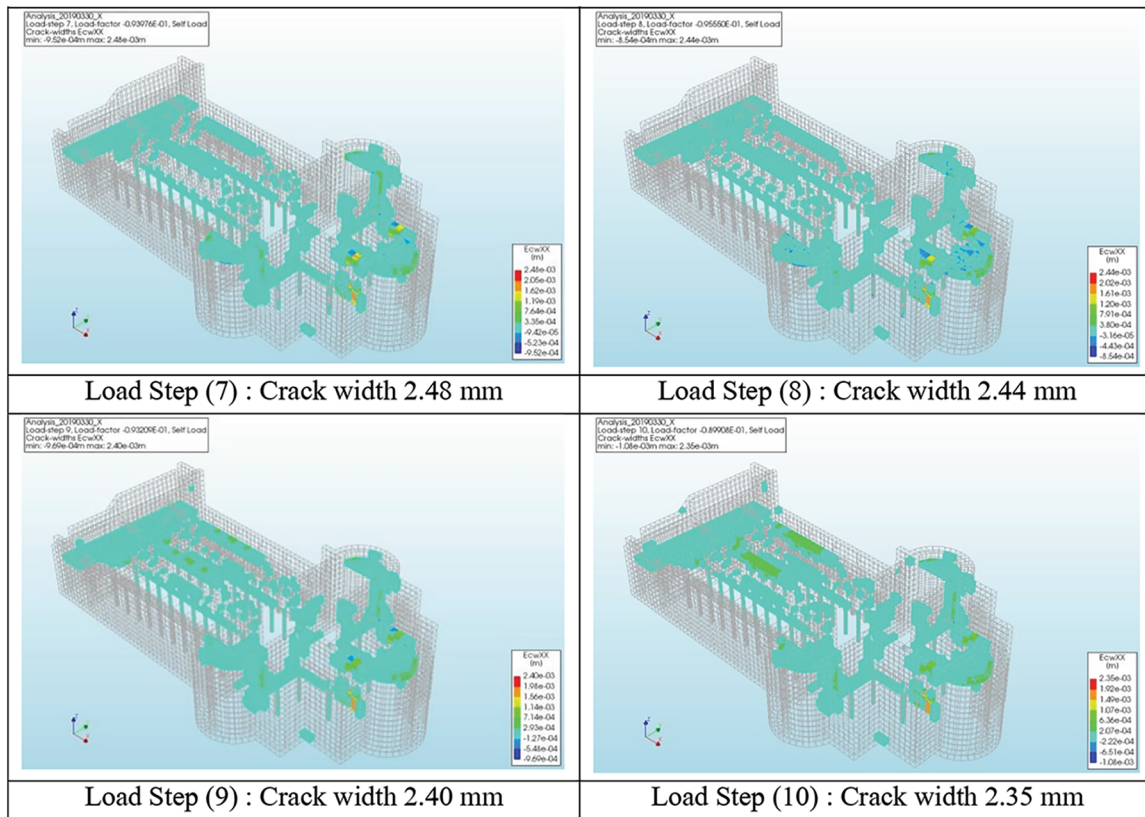 Analysis_20190330_X
Load-step 7, Load-factor -0.93976E-01, Self Load
Crack-widths EcwXX
min: -9.52e-04m max: 2.48e-03m
EcwXX
(m)
2.48e-03
2.05e-03
1.62e-03
1.19e-03
7.64e-04
3.35e-04
-9.42e-05
-5.23e-04
-9.52e-04
Load Step (7) : Crack width 2.48 mm
Analysis_20190330_X
Load-step 8, Load-factor -0.95550E-01, Self Load
Crack-widths EcwXX
min: -8.54e-04m max: 2.44e-03m
EcwXX
(m)
2.44e-03
2.02e-03
1.61e-03
1.20e-03
7.91e-04
3.80e-04
-3.16e-05
-4.43e-04
-8.54e-04
Load Step (8) : Crack width 2.44 mm
Analysis_20190330_X
Load-step 9, Load-factor -0.93209E-01, Self Load
Crack-widths EcwXX
min: -9.69e-04m max: 2.40e-03m
EcwXX
(m)
2.40e-03
1.98e-03
1.56e-03
1.14e-03
7.14e-04
2.93e-04
-1.27e-04
-5.48e-04
-9.69e-04
Load Step (9) : Crack width 2.40 mm
Analysis_20190330_X
Load-step 10, Load-factor -0.89908E-01, Self Load
Crack-widths EcwXX
min: -1.08e-03m max: 2.35e-03m
EcwXX
(m)
2.35e-03
1.92e-03
1.49e-03
1.07e-03
6.36e-04
2.07e-04
-2.22e-04
-6.51e-04
-1.08e-03
Load Step (10) : Crack width 2.35 mm